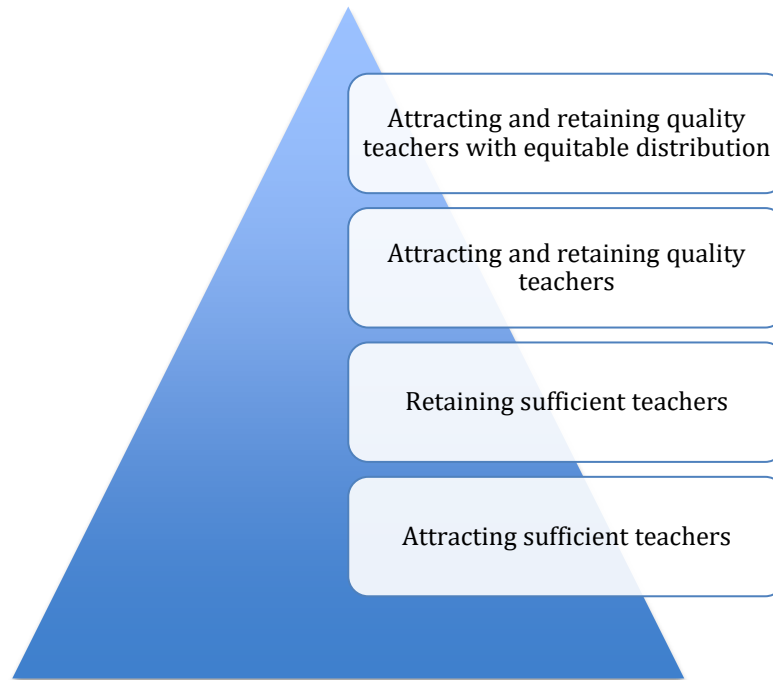 Attracting and retaining quality
teachers with equitable distribution
Attracting and retaining quality
teachers
Retaining sufficient teachers
Attracting sufficient teachers